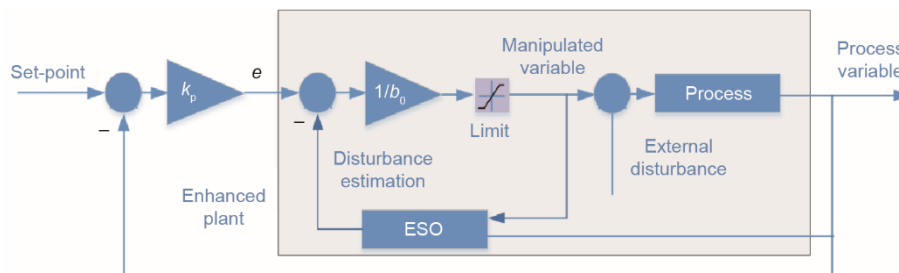 Set-point
–
k_p
e
–
1/b_0
Limit
Manipulated
variable
Process
Process
variable
External
disturbance
Disturbance
estimation
Enhanced
plant
ESO